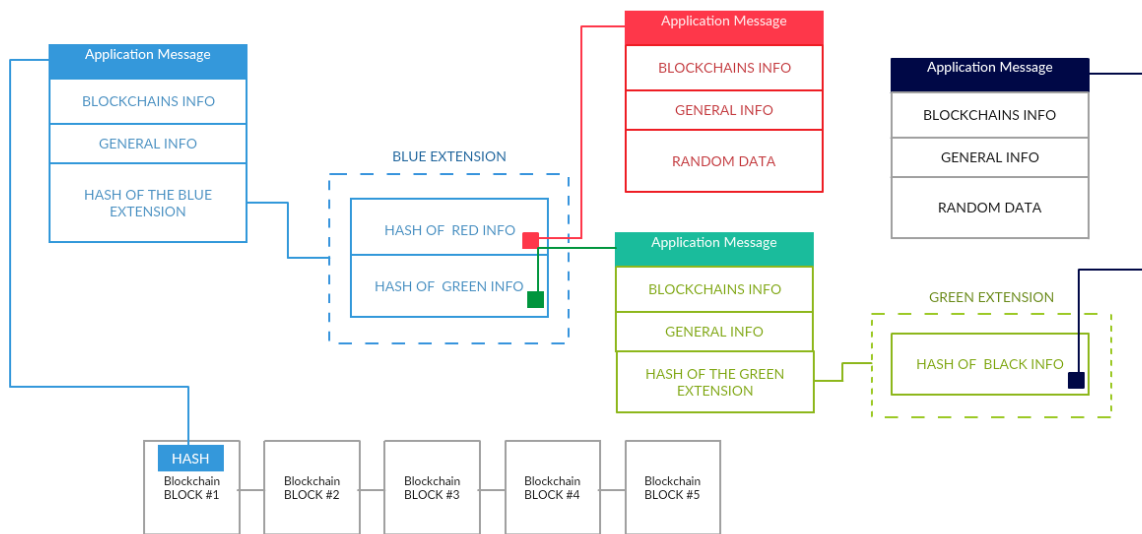 Application Message
BLOCKCHAINS INFO
GENERAL INFO
HASH OF THE BLUE
EXTENSION
BLUE EXTENSION
HASH OF RED INFO
HASH OF GREEN INFO
Application Message
BLOCKCHAINS INFO
GENERAL INFO
RANDOM DATA
Application Message
BLOCKCHAINS INFO
GENERAL INFO
HASH OF THE GREEN
EXTENSION
Application Message
BLOCKCHAINS INFO
GENERAL INFO
RANDOM DATA
GREEN EXTENSION
HASH OF BLACK INFO
HASH
Blockchain
BLOCK #1
Blockchain
BLOCK #2
Blockchain
BLOCK #3
Blockchain
BLOCK #4
Blockchain
BLOCK #5